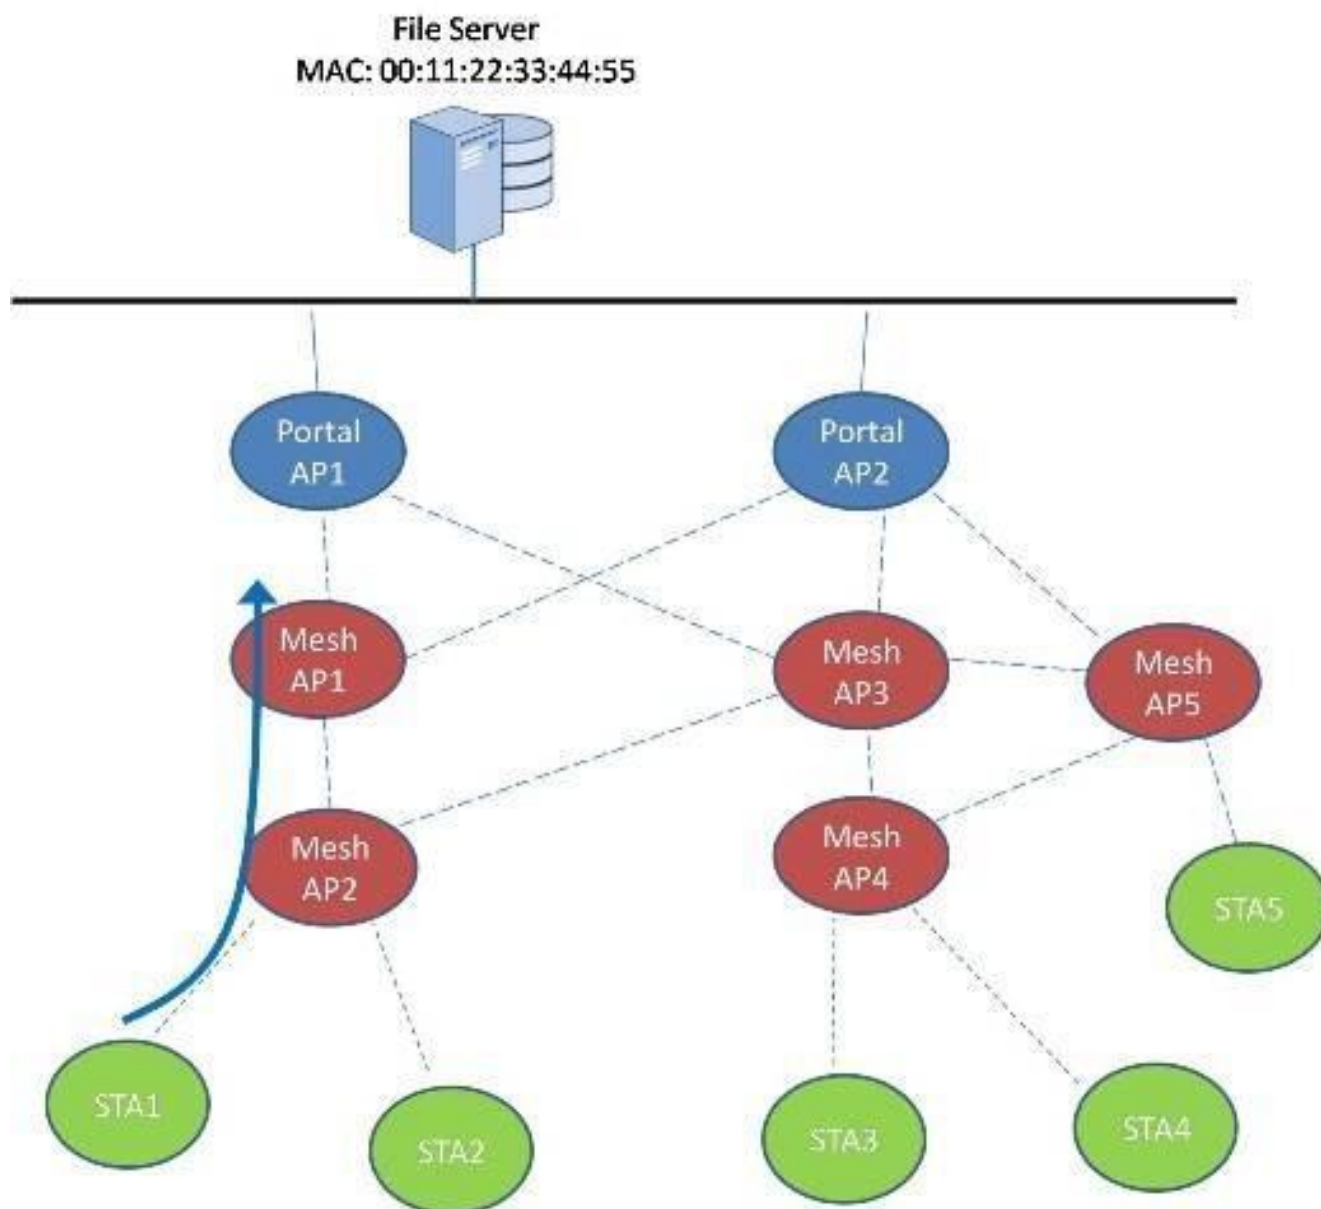 File Server
MAC: 00:11:22:33:44:55
Portal
AP1
Portal
AP2
Mesh
AP1
Mesh
AP3
Mesh
AP5
Mesh
AP2
Mesh
AP4
STA5
STA1
STA2
STA3
STA4